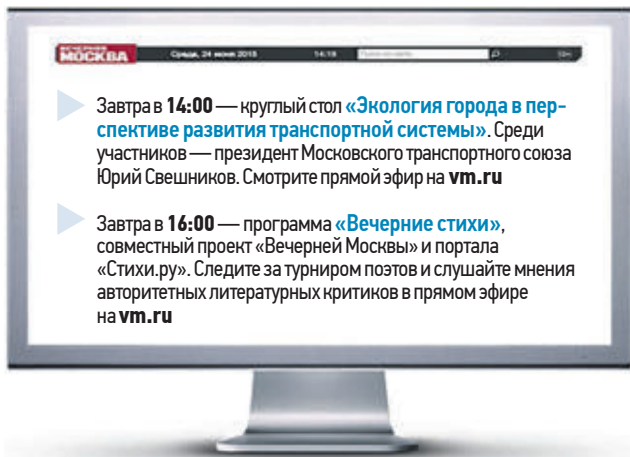 ВЕЧЕРНЯЯ
МОСКВА
Среда, 24 июня 2015
14:19
Завтра в 14:00 — круглый стол «Экология города в пер-
спективе развития транспортной системы». Среди
участников — президент Московского транспортного союза
Юрий Свешников. Смотрите прямой эфир на vm.ru
Завтра в 16:00 — программа «Вечерние стихи»,
совместный проект «Вечерней Москвы» и портала
«Стихи.ру». Следите за турниром поэтов и слушайте мнения
авторитетных литературных критиков в прямом эфире
на vm.ru